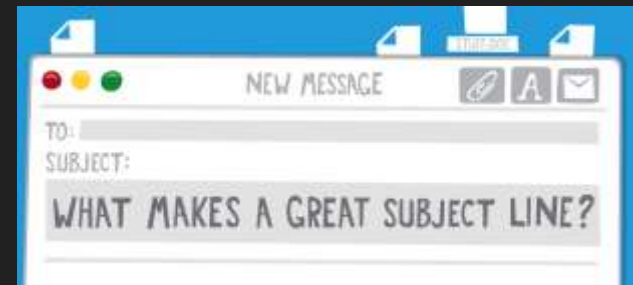 NEW MESSAGE
A
TO:
SUBJECT:
WHAT MAKES A GREAT SUBJECT LINE?